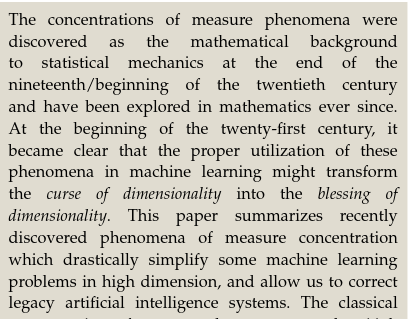 The concentrations of measure phenomena were
discovered as the mathematical background
to statistical mechanics at the end of the
nineteenth/beginning of the twentieth century
and have been explored in mathematics ever since.
At the beginning of the twenty-first century, it
became clear that the proper utilization of these
phenomena in machine learning might transform
the curse of dimensionality into the blessing of
dimensionality. This paper summarizes recently
discovered phenomena of measure concentration
which drastically simplify some machine learning
problems in high dimension, and allow us to correct
legacy artificial intelligence systems. The classical